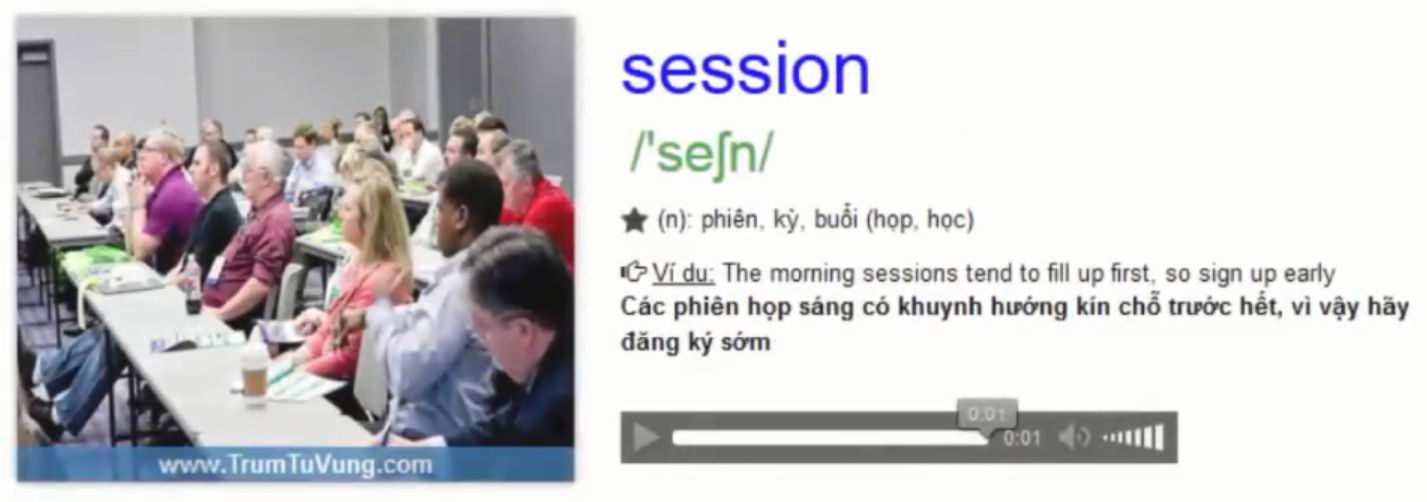 session
/'seʃn/
★ (n): phiên, kỳ, buổi (họp, học)
Ví dụ: The morning sessions tend to fill up first, so sign up early
Các phiên họp sáng có khuynh hướng kín chỗ trước hết, vì vậy hãy
đăng ký sớm
0:01
0:01
www.TrumTuVung.com